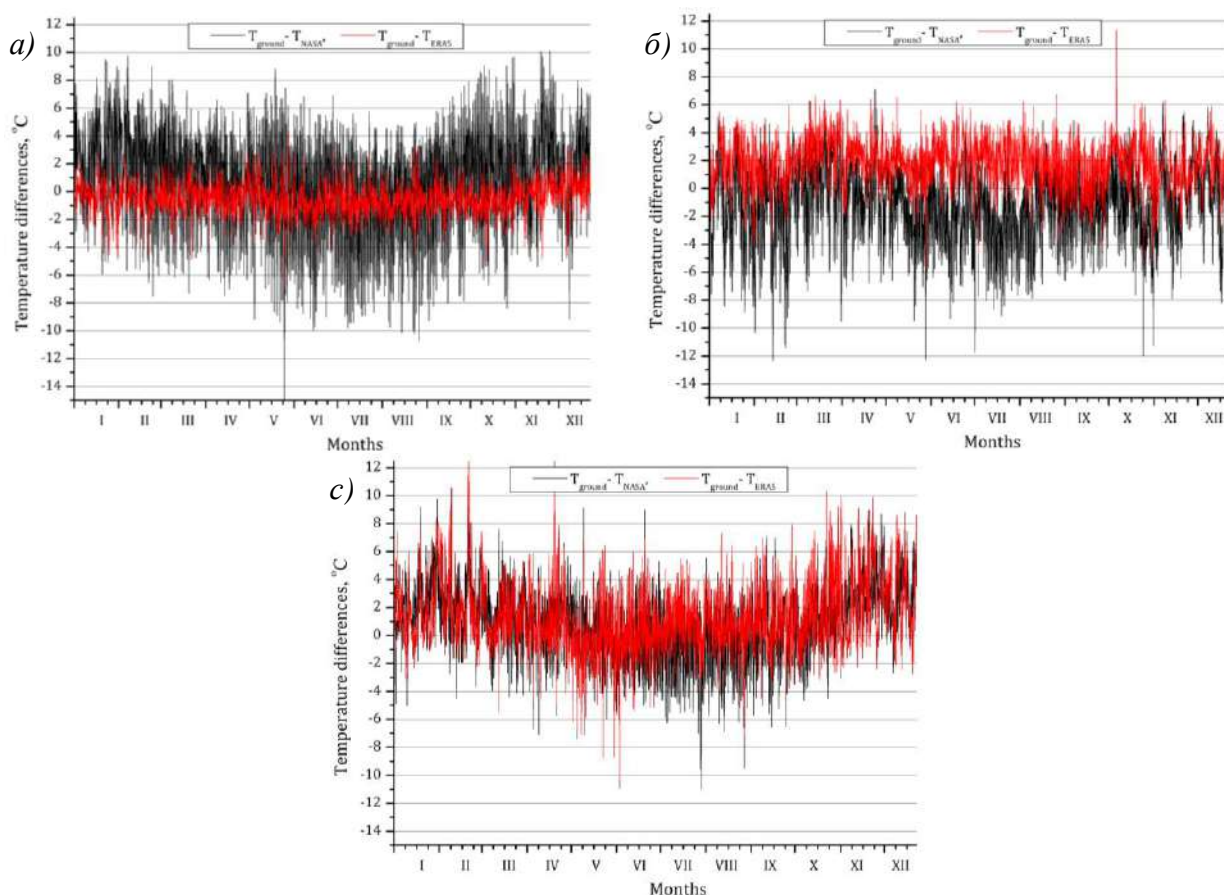 а)
T_ground- T_NASA, T_ground- T_ERA5
12
10
8
6
4
2
0
-2
-4
-6
-8
-10
-12
-14
Temperature differences, °C
I II III IV V VI VII VIII IX X XI XII
Months
б)
T_ground- T_NASA, T_ground- T_ERA5
12
10
8
6
4
2
0
-2
-4
-6
-8
-10
-12
-14
Temperature differences, °C
I II III IV V VI VII VIII IX X XI XII
Months
с)
T_ground- T_NASA, T_ground- T_ERA5
12
10
8
6
4
2
0
-2
-4
-6
-8
-10
-12
-14
Temperature differences, °C
I II III IV V VI VII VIII IX X XI XII
Months